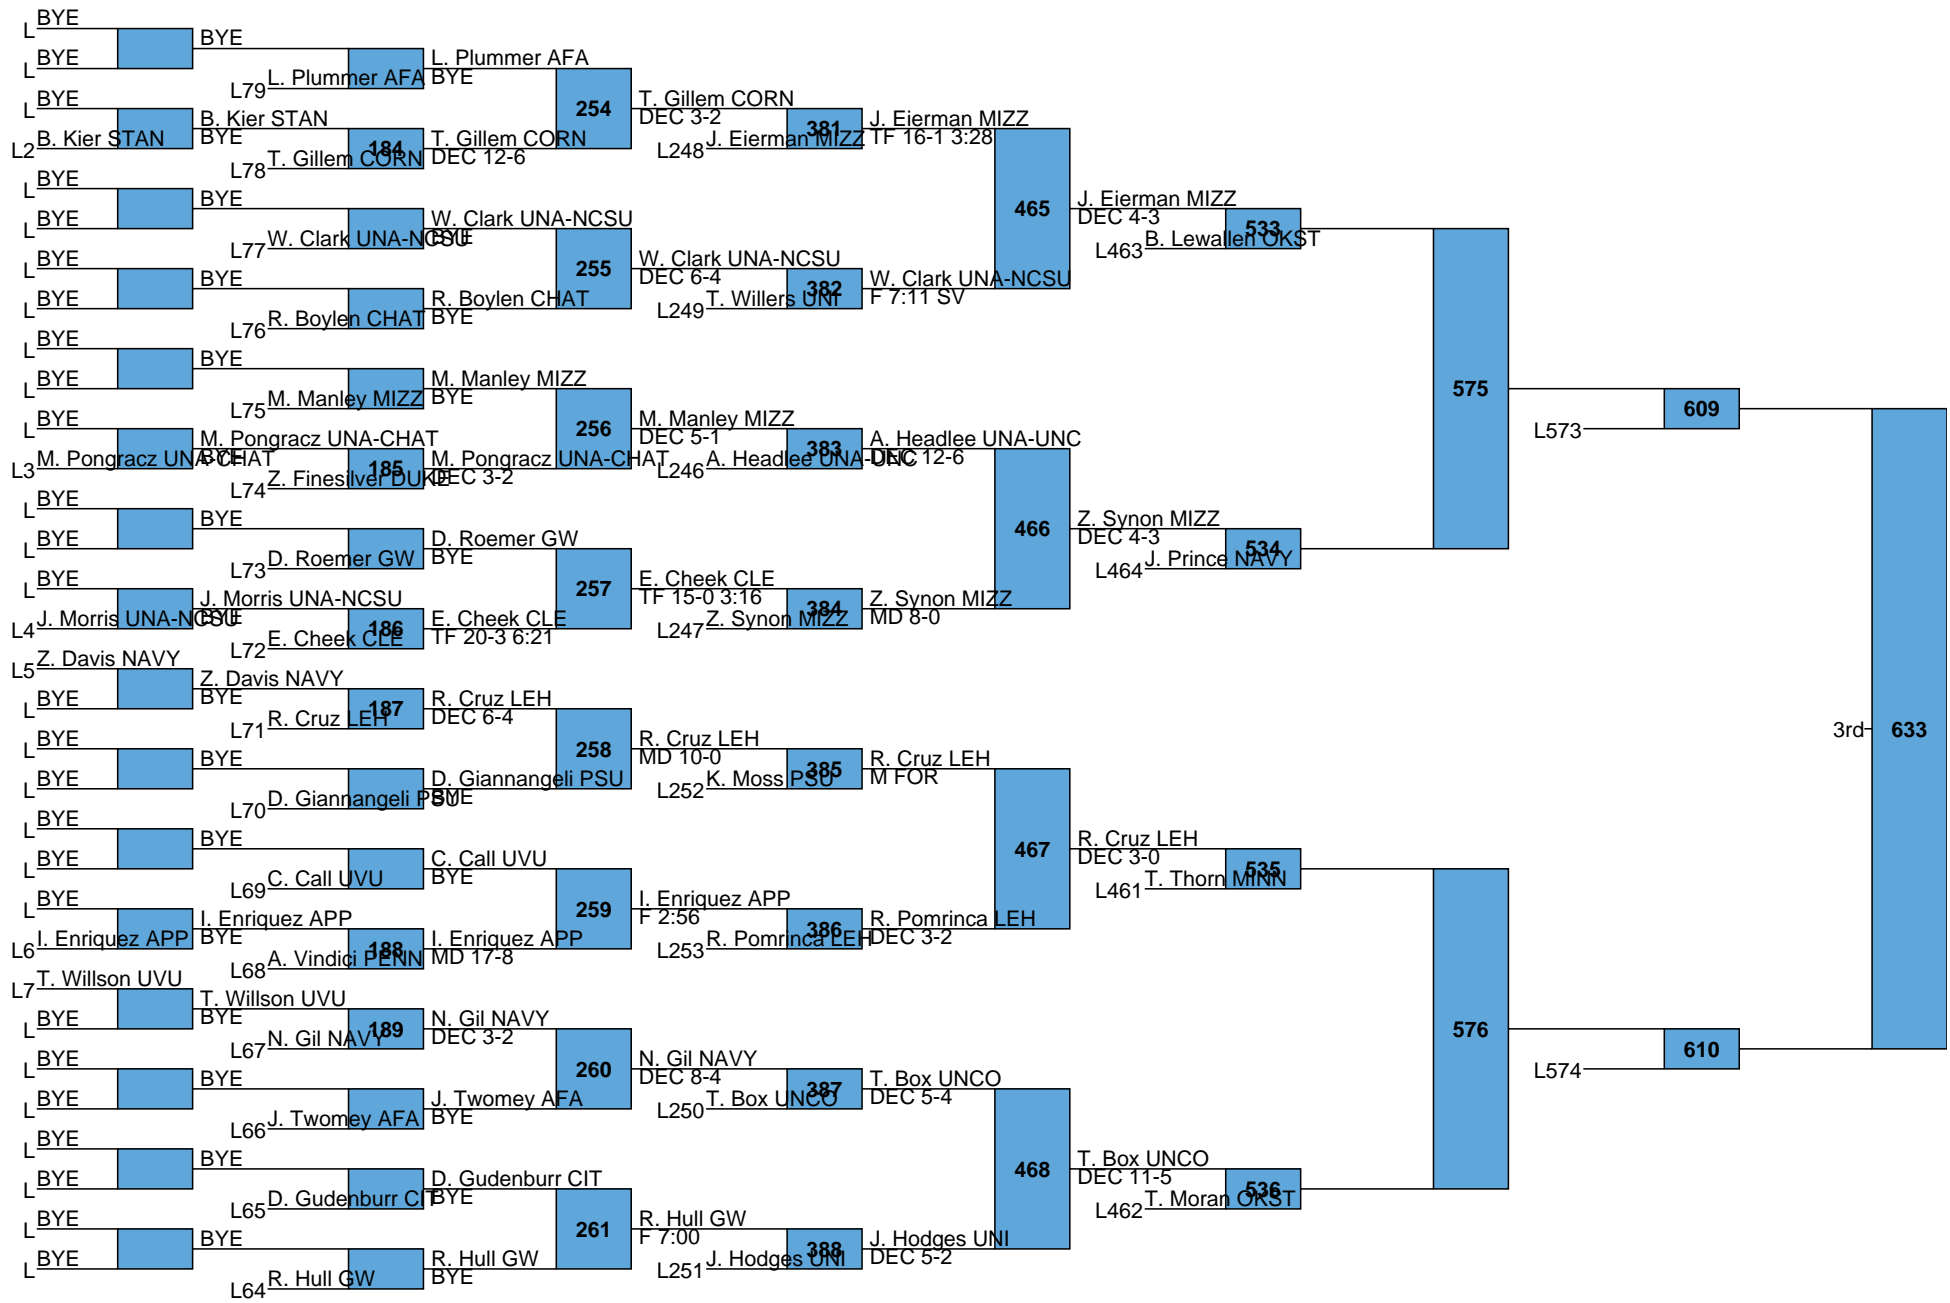 BYE
L
BYE
BYE
L
L. Plummer AFA
L79
L. Plummer AFA
BYE
BYE
L
B. Kier STAN
BYE
L2
B. Kier STAN
184
T. Gillem CORN
DEC 12-6
L78
T. Gillem CORN
254
T. Gillem CORN
DEC 3-2
381
L248
J. Eierman MIZZ
J. Eierman MIZZ
TF 16-1 3:28
BYE
L
BYE
BYE
L
W. Clark UNA-NCSU
BYE
L77
W. Clark UNA-NCSU
BYE
L
BYE
BYE
L
R. Boylen CHAT
BYE
L76
R. Boylen CHAT
255
W. Clark UNA-NCSU
DEC 6-4
382
L249
T. Willers UNI
W. Clark UNA-NCSU
F 7:11 SV
465
J. Eierman MIZZ
DEC 4-3
533
L463
B. Lewallen OKST
BYE
L
BYE
BYE
L
M. Manley MIZZ
BYE
L75
M. Manley MIZZ
BYE
L
M. Pongracz UNA-CHAT
BYE
L3
M. Pongracz UNA-CHAT
185
M. Pongracz UNA-CHAT
DEC 3-2
L74
Z. Finesilver DUKE
256
M. Manley MIZZ
DEC 5-1
383
L246
A. Headlee UNA-UNC
A. Headlee UNA-UNC
DEC 12-6
BYE
L
BYE
BYE
L
D. Roemer GW
BYE
L73
D. Roemer GW
BYE
L
J. Morris UNA-NCSU
BYE
L4
J. Morris UNA-NCSU
186
E. Cheek CLE
TF 20-3 6:21
L72
E. Cheek CLE
257
E. Cheek CLE
TF 15-0 3:16
384
L247
Z. Synon MIZZ
Z. Synon MIZZ
MD 8-0
466
Z. Synon MIZZ
DEC 4-3
534
L464
J. Prince NAVY
575
L573
609
L5
Z. Davis NAVY
Z. Davis NAVY
BYE
BYE
L
187
R. Cruz LEH
DEC 6-4
L71
R. Cruz LEH
BYE
L
BYE
BYE
L
D. Giannangeli PSU
BYE
L70
D. Giannangeli PSU
258
R. Cruz LEH
MD 10-0
385
L252
K. Moss PSU
R. Cruz LEH
M FOR
BYE
L
BYE
BYE
L
C. Call UVU
BYE
L69
C. Call UVU
BYE
L
I. Enriquez APP
BYE
L6
I. Enriquez APP
188
I. Enriquez APP
MD 17-8
L68
A. Vindici PENN
259
I. Enriquez APP
F 2:56
386
L253
R. Pomrinca LEH
R. Pomrinca LEH
DEC 3-2
467
R. Cruz LEH
DEC 3-0
535
L461
T. Thorn MINN
3rd
633
L7
T. Willson UVU
T. Willson UVU
BYE
BYE
L
189
N. Gil NAVY
DEC 3-2
L67
N. Gil NAVY
BYE
L
BYE
BYE
L
J. Twomey AFA
BYE
L66
J. Twomey AFA
260
N. Gil NAVY
DEC 8-4
387
L250
T. Box UNCO
T. Box UNCO
DEC 5-4
BYE
L
BYE
BYE
L
D. Gudenburr CIT
BYE
L65
D. Gudenburr CIT
BYE
L
BYE
BYE
L
R. Hull GW
BYE
L64
R. Hull GW
261
R. Hull GW
F 7:00
388
L251
J. Hodges UNI
J. Hodges UNI
DEC 5-2
468
T. Box UNCO
DEC 11-5
536
L462
T. Moran OKST
576
L574
610